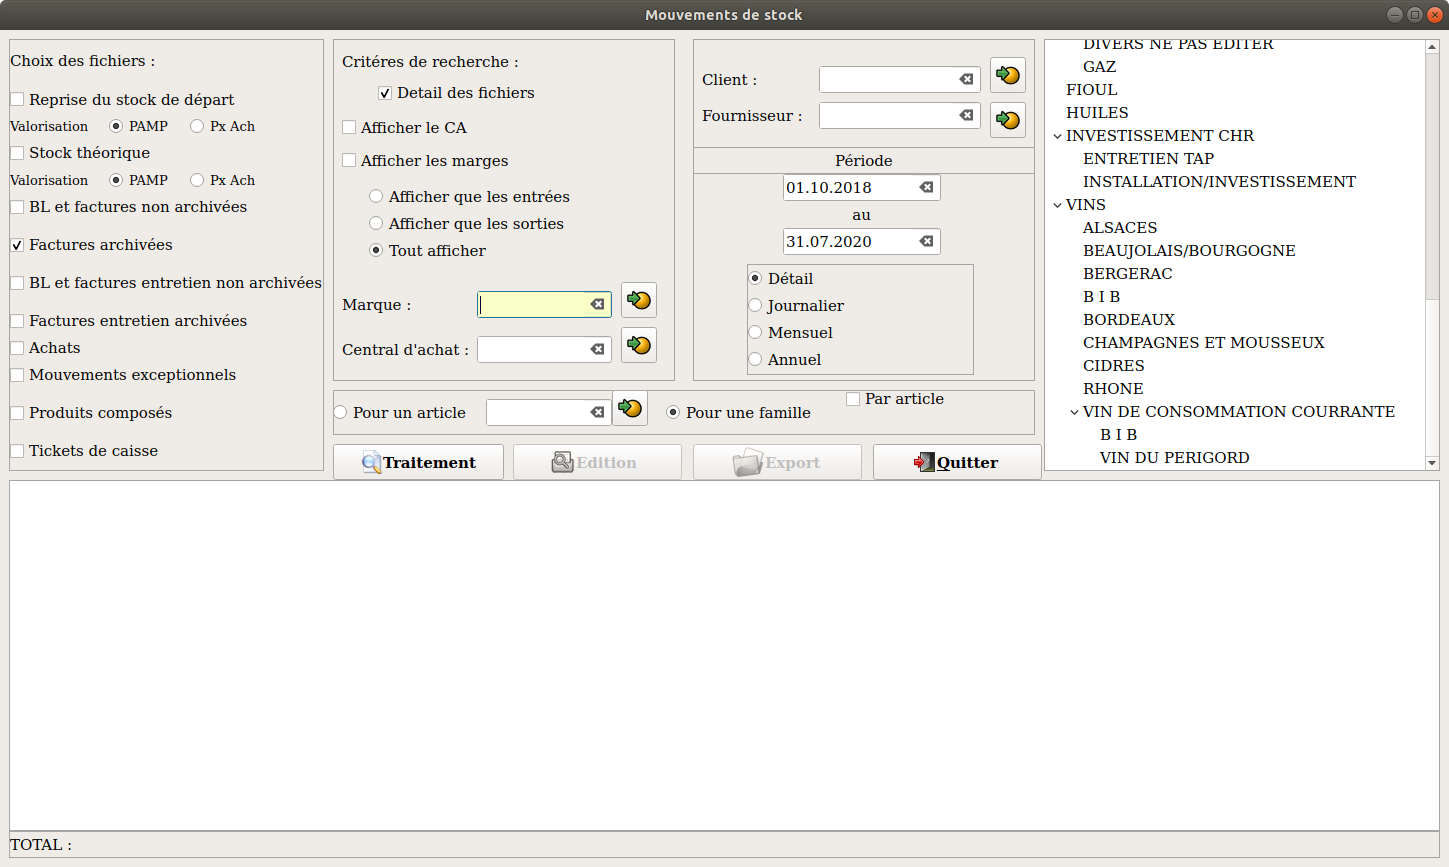 Mouvements de stock
Choix des fichiers :
Reprise du stock de départ
Valorisation PAMP Px Ach
Stock théorique
Valorisation PAMP Px Ach
BL et factures non archivées
Factures archivées
BL et factures entretien non archivées
Factures entretien archivées
Achats
Mouvements exceptionnels
Produits composés
Tickets de caisse
Critéres de recherche :
Detail des fichiers
Afficher le CA
Afficher les marges
Afficher que les entrées
Afficher que les sorties
Tout afficher
Marque :
Central d'achat :
Client :
Fournisseur :
Période
01.10.2018
au
31.07.2020
Détail
Journalier
Mensuel
Annuel
Pour un article Pour une famille Par article
Traitement Edition Export Quitter
DIVERS NE PAS EDITER
GAZ
FIOUL
HUILES
INVESTISSEMENT CHR
ENTRETIEN TAP
INSTALLATION/INVESTISSEMENT
VINS
ALSACES
BEAUJOLAIS/BOURGOGNE
BERGERAC
B I B
BORDEAUX
CHAMPAGNES ET MOUSSEUX
CIDRES
RHONE
VIN DE CONSOMMATION COURRANTE
B I B
VIN DU PERIGORD
TOTAL :